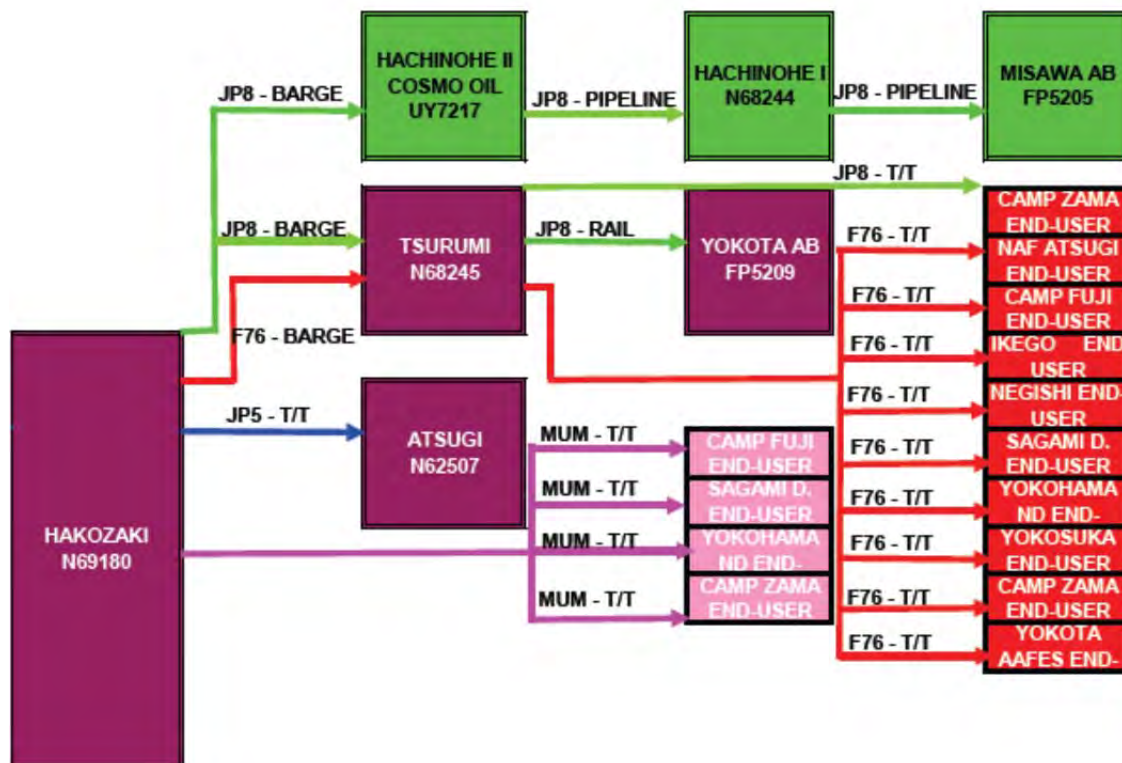 HACHINOHE II
COSMO OIL
UY7217
HACHINOHE I
N68244
MISAWA AB
FP5205
JP8 - BARGE
JP8 - PIPELINE
JP8 - PIPELINE
JP8 - T/T
JP8 - BARGE
TSURUMI
N68245
JP8 - RAIL
YOKOTA AB
FP5209
F76 - BARGE
CAMP ZAMA
END-USER
F76 - T/T
NAF ATSUGI
END-USER
F76 - T/T
CAMP FUJI
END-USER
F76 - T/T
IKEGO END
USER
F76 - T/T
NEGISHI END-
USER
F76 - T/T
SAGAMI D.
END-USER
F76 - T/T
YOKOHAMA
ND END-
F76 - T/T
YOKOSUKA
END-USER
F76 - T/T
CAMP ZAMA
END-USER
F76 - T/T
YOKOTA
AAFES END-
JP5 - T/T
ATSUGI
N62507
MUM - T/T
CAMP FUJI
END-USER
MUM - T/T
SAGAMI D.
END-USER
MUM - T/T
YOKOHAMA
ND END-
MUM - T/T
CAMP ZAMA
END-USER
HAKOZAKI
N69180